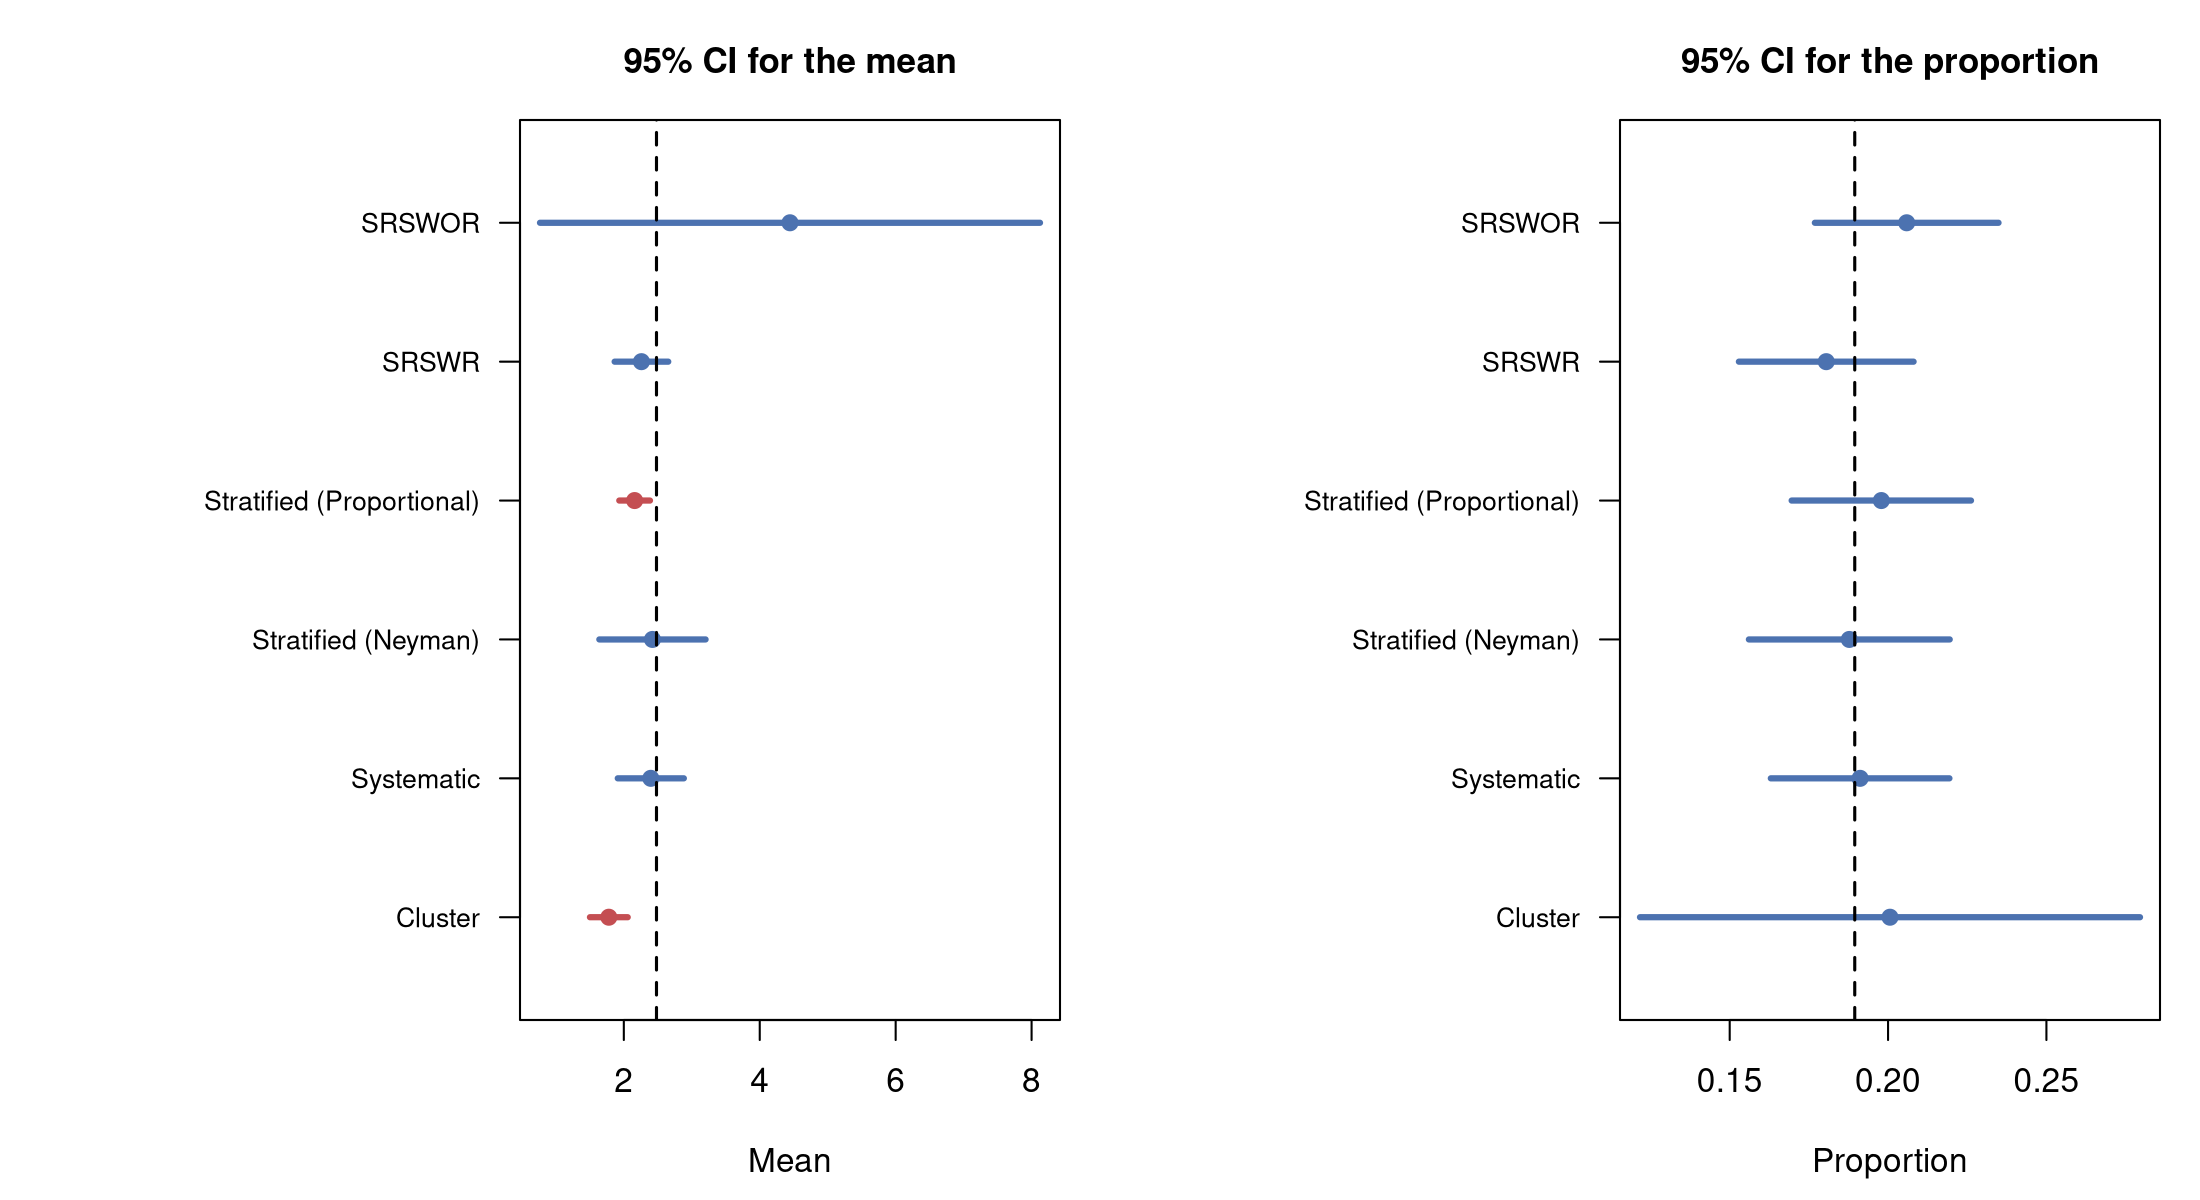 95% CI for the mean
SRSWOR
SRSWR
Stratified (Proportional)
Stratified (Neyman)
Systematic
Cluster
2 4 6 8
Mean
95% CI for the proportion
SRSWOR
SRSWR
Stratified (Proportional)
Stratified (Neyman)
Systematic
Cluster
0.15 0.20 0.25
Proportion